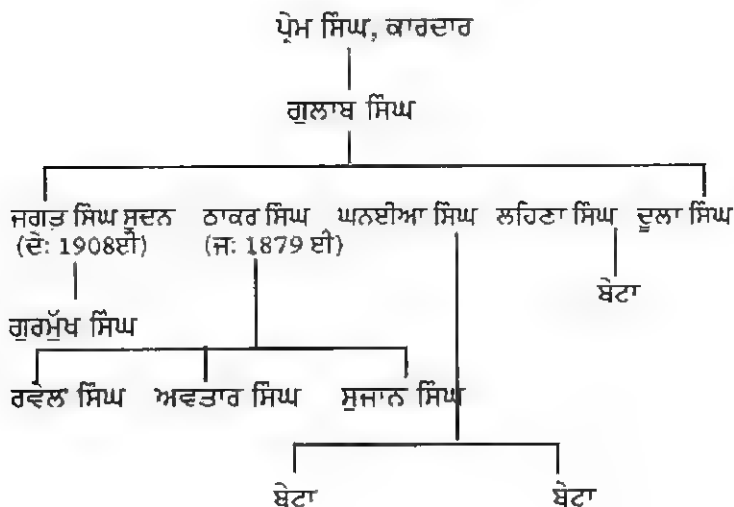 ਪ੍ਰੇਮ ਸਿੰਘ, ਕਾਰਦਾਰ
ਗੁਲਾਬ ਸਿੰਘ
ਜਗਤ ਸਿੰਘ ਸੂਦਨ ਠਾਕਰ ਸਿੰਘ ਘਨਈਆ ਸਿੰਘ ਲਹਿਣਾ ਸਿੰਘ ਦੂਲਾ ਸਿੰਘ
(ਦੇ: 1908ਈ) (ਜ: 1879 ਈ)
ਬੇਟਾ
ਗੁਰਮੁੱਖ ਸਿੰਘ
ਰਵੇਲ ਸਿੰਘ ਅਵਤਾਰ ਸਿੰਘ ਸੁਜਾਨ ਸਿੰਘ
ਬੇਟਾ ਬੇਟਾ